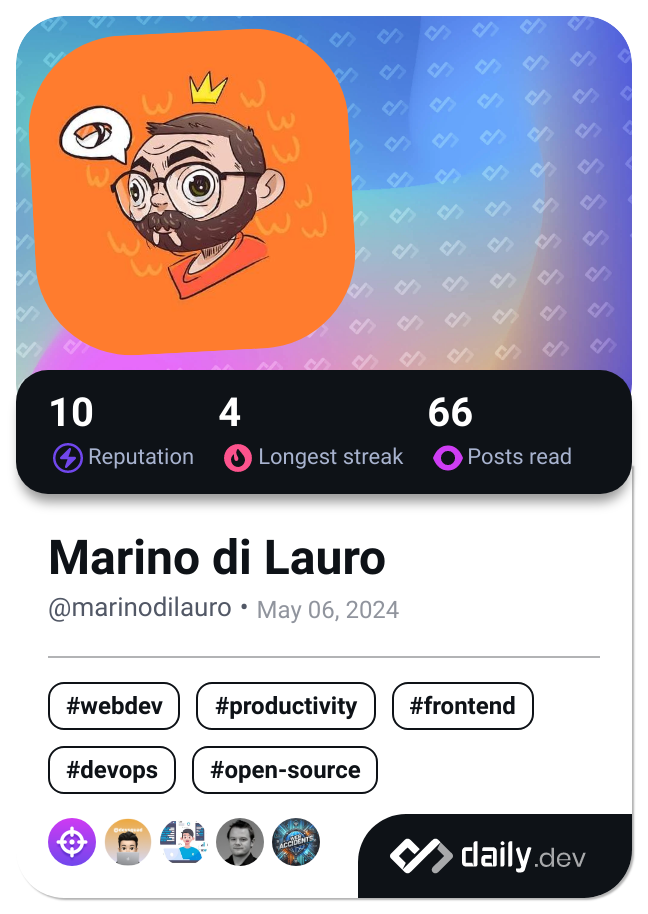 10 4 66
Reputation Longest streak Posts read
Marino di Lauro
@marinodilauro • May 06, 2024
#webdev #productivity #frontend
#devops #open-source
daily.dev